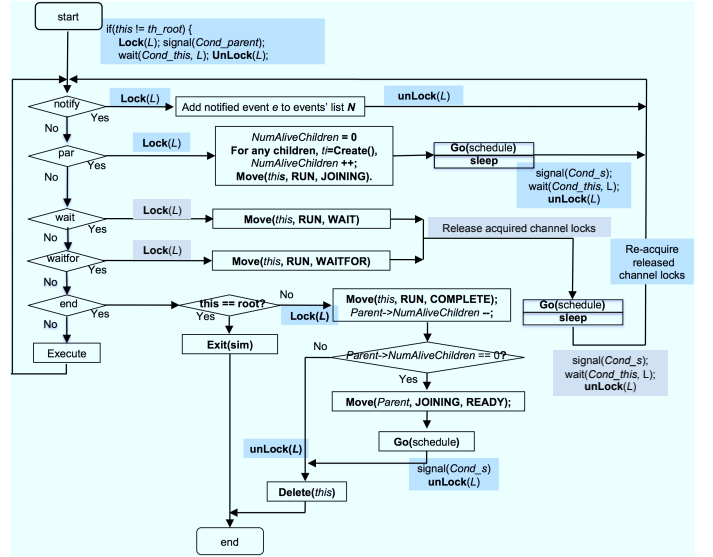 start
if(this != th_root) {
Lock(L); signal(Cond_parent);
wait(Cond_this, L); UnLock(L);
notify
Yes
No
Lock(L)
Add notified event e to events' list N
unLock(L)
par
Yes
No
Lock(L)
NumAliveChildren = 0
For any children, ti=Create(),
NumAliveChildren ++;
Move(this, RUN, JOINING).
Go(schedule)
sleep
signal(Cond_s);
wait(Cond_this, L);
unLock(L)
wait
Yes
No
Lock(L)
Move(this, RUN, WAIT)
Release acquired channel locks
waitfor
Yes
No
Lock(L)
Move(this, RUN, WAITFOR)
Re-acquire
released
channel locks
end
Yes
No
this == root?
No
Yes
Lock(L)
Move(this, RUN, COMPLETE);
Parent->NumAliveChildren --;
Go(schedule)
sleep
Execute
Exit(sim)
No
Parent->NumAliveChildren == 0?
Yes
signal(Cond_s);
wait(Cond_this, L);
unLock(L)
Move(Parent, JOINING, READY);
Go(schedule)
unLock(L)
signal(Cond_s)
unLock(L)
Delete(this)
end